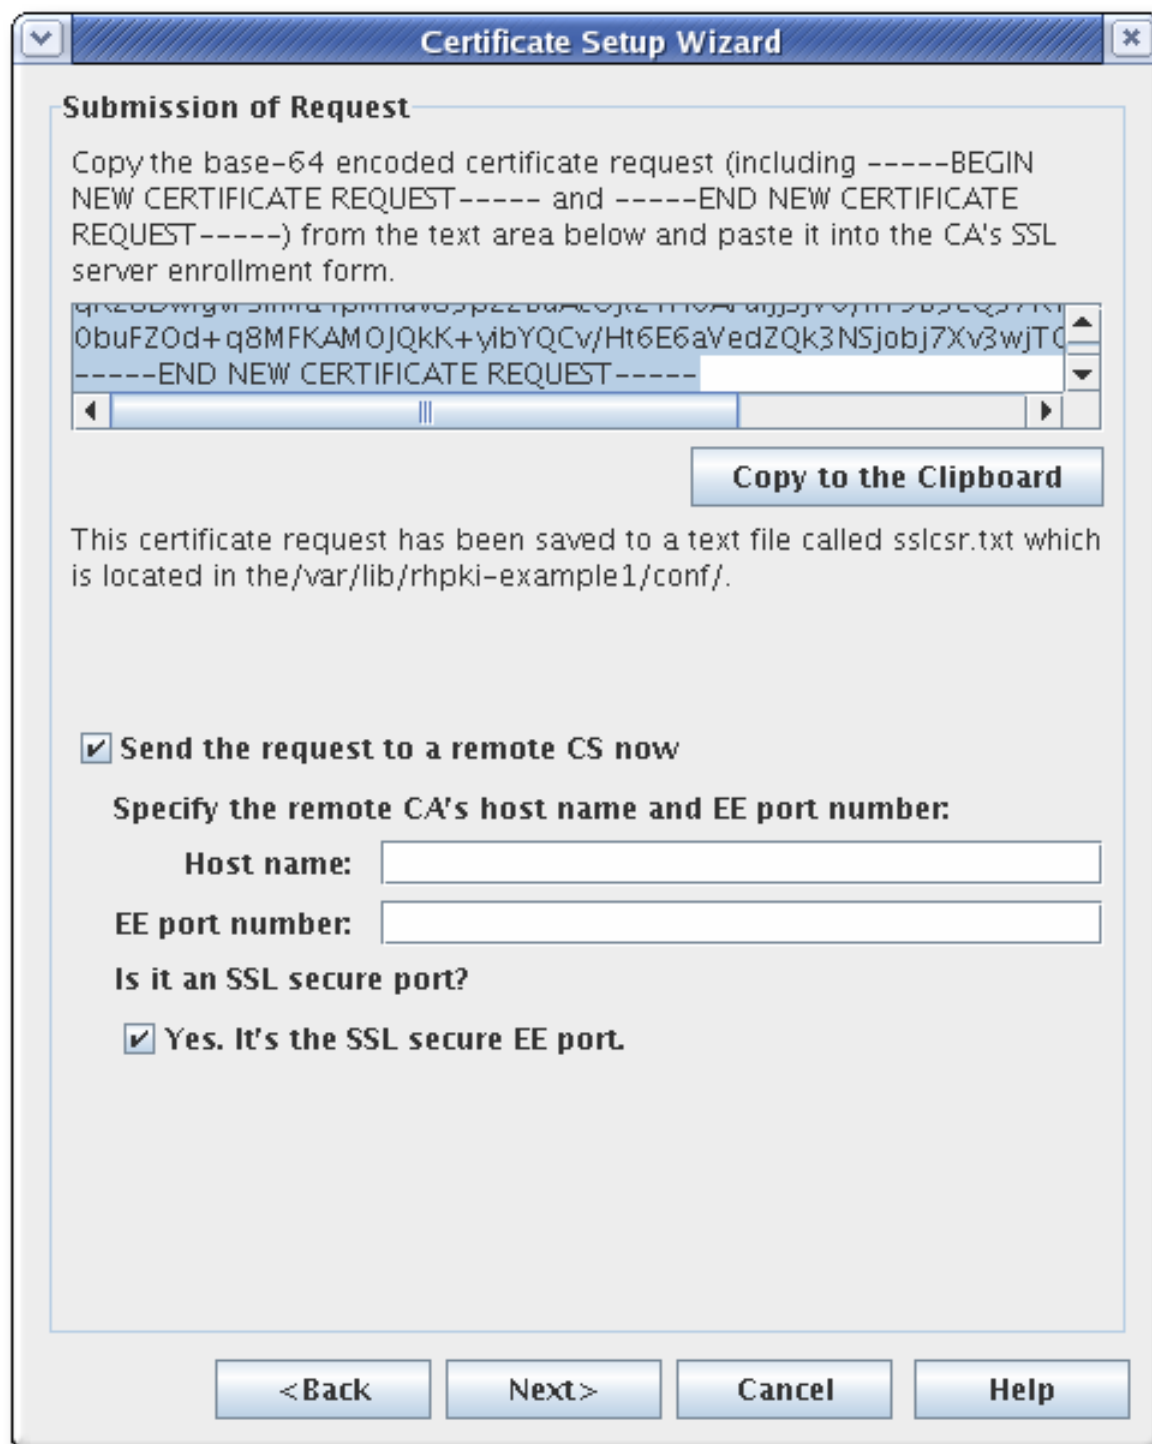 Certificate Setup Wizard
Submission of Request
Copy the base-64 encoded certificate request (including -----BEGIN
NEW CERTIFICATE REQUEST----- and -----END NEW CERTIFICATE
REQUEST-----) from the text area below and paste it into the CA's SSL
server enrollment form.
0buFZOd+q8MFKAMOJQkK+yibYQCv/Ht6E6aVedZQk3NSjobj7Xv3wjTC
-----END NEW CERTIFICATE REQUEST-----
Copy to the Clipboard
This certificate request has been saved to a text file called sslcsr.txt which
is located in the/var/lib/rhpki-example1/conf/.
Send the request to a remote CS now
Specify the remote CA's host name and EE port number:
Host name:
EE port number:
Is it an SSL secure port?
Yes. It's the SSL secure EE port.
<Back Next> Cancel Help